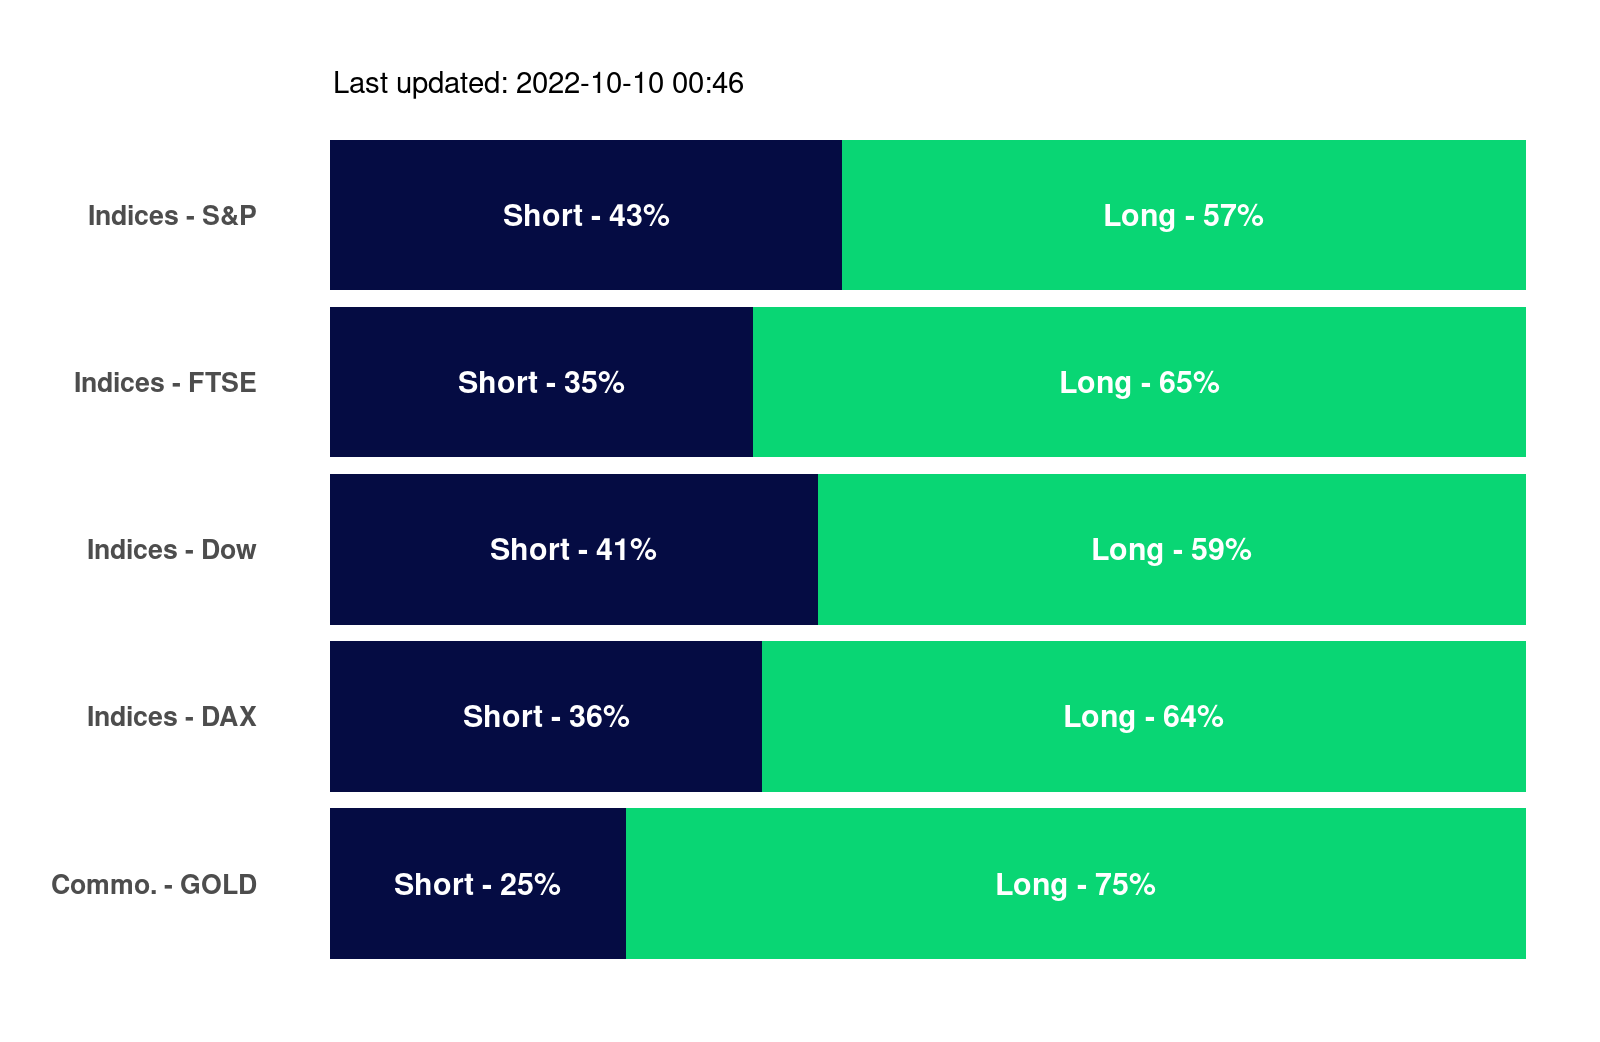 Last updated: 2022-10-10 00:46
Indices - S&P Short - 43% Long - 57%
Indices - FTSE Short - 35% Long - 65%
Indices - Dow Short - 41% Long - 59%
Indices - DAX Short - 36% Long - 64%
Commo. - GOLD Short - 25% Long - 75%